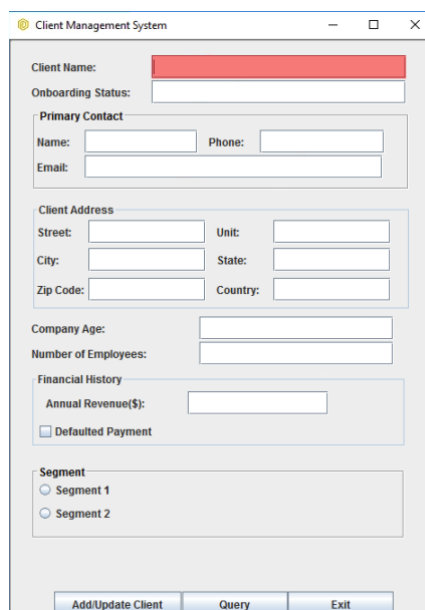 Client Management System
Client Name:
Onboarding Status:
Primary Contact
Name: Phone:
Email:
Client Address
Street: Unit:
City: State:
Zip Code: Country:
Company Age:
Number of Employees:
Financial History
Annual Revenue($):
Defaulted Payment
Segment
Segment 1
Segment 2
Add/Update Client Query Exit